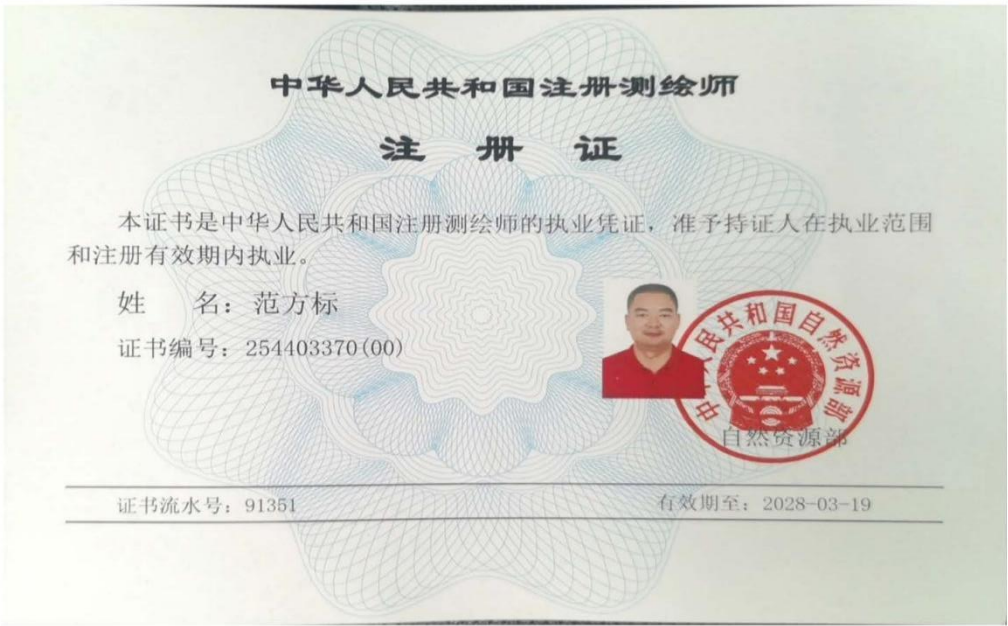 中华人民共和国注册测绘师
注 册 证
本证书是中华人民共和国注册测绘师的执业凭证，准予持证人在执业范围
和注册有效期内执业。
姓 名：范方标
证书编号：254403370(00)
中华人民共和国自然资源部
自然资源部
证书流水号：91351
有效期至：2028-03-19